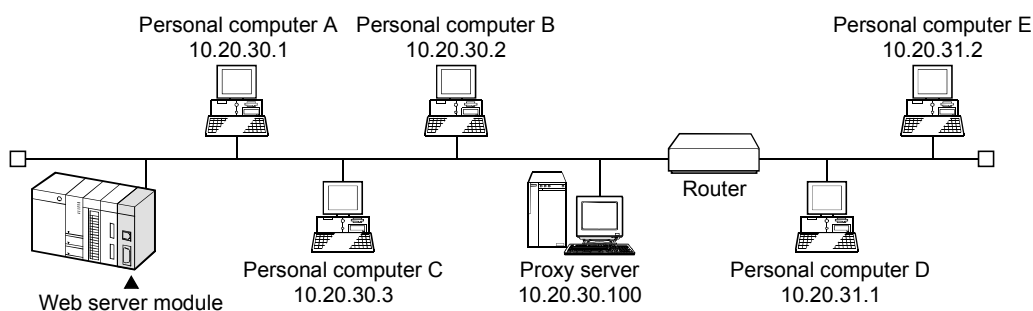 Personal computer A
10.20.30.1
Personal computer B
10.20.30.2
Personal computer E
10.20.31.2
Router
Personal computer C
10.20.30.3
Proxy server
10.20.30.100
Personal computer D
10.20.31.1
Web server module